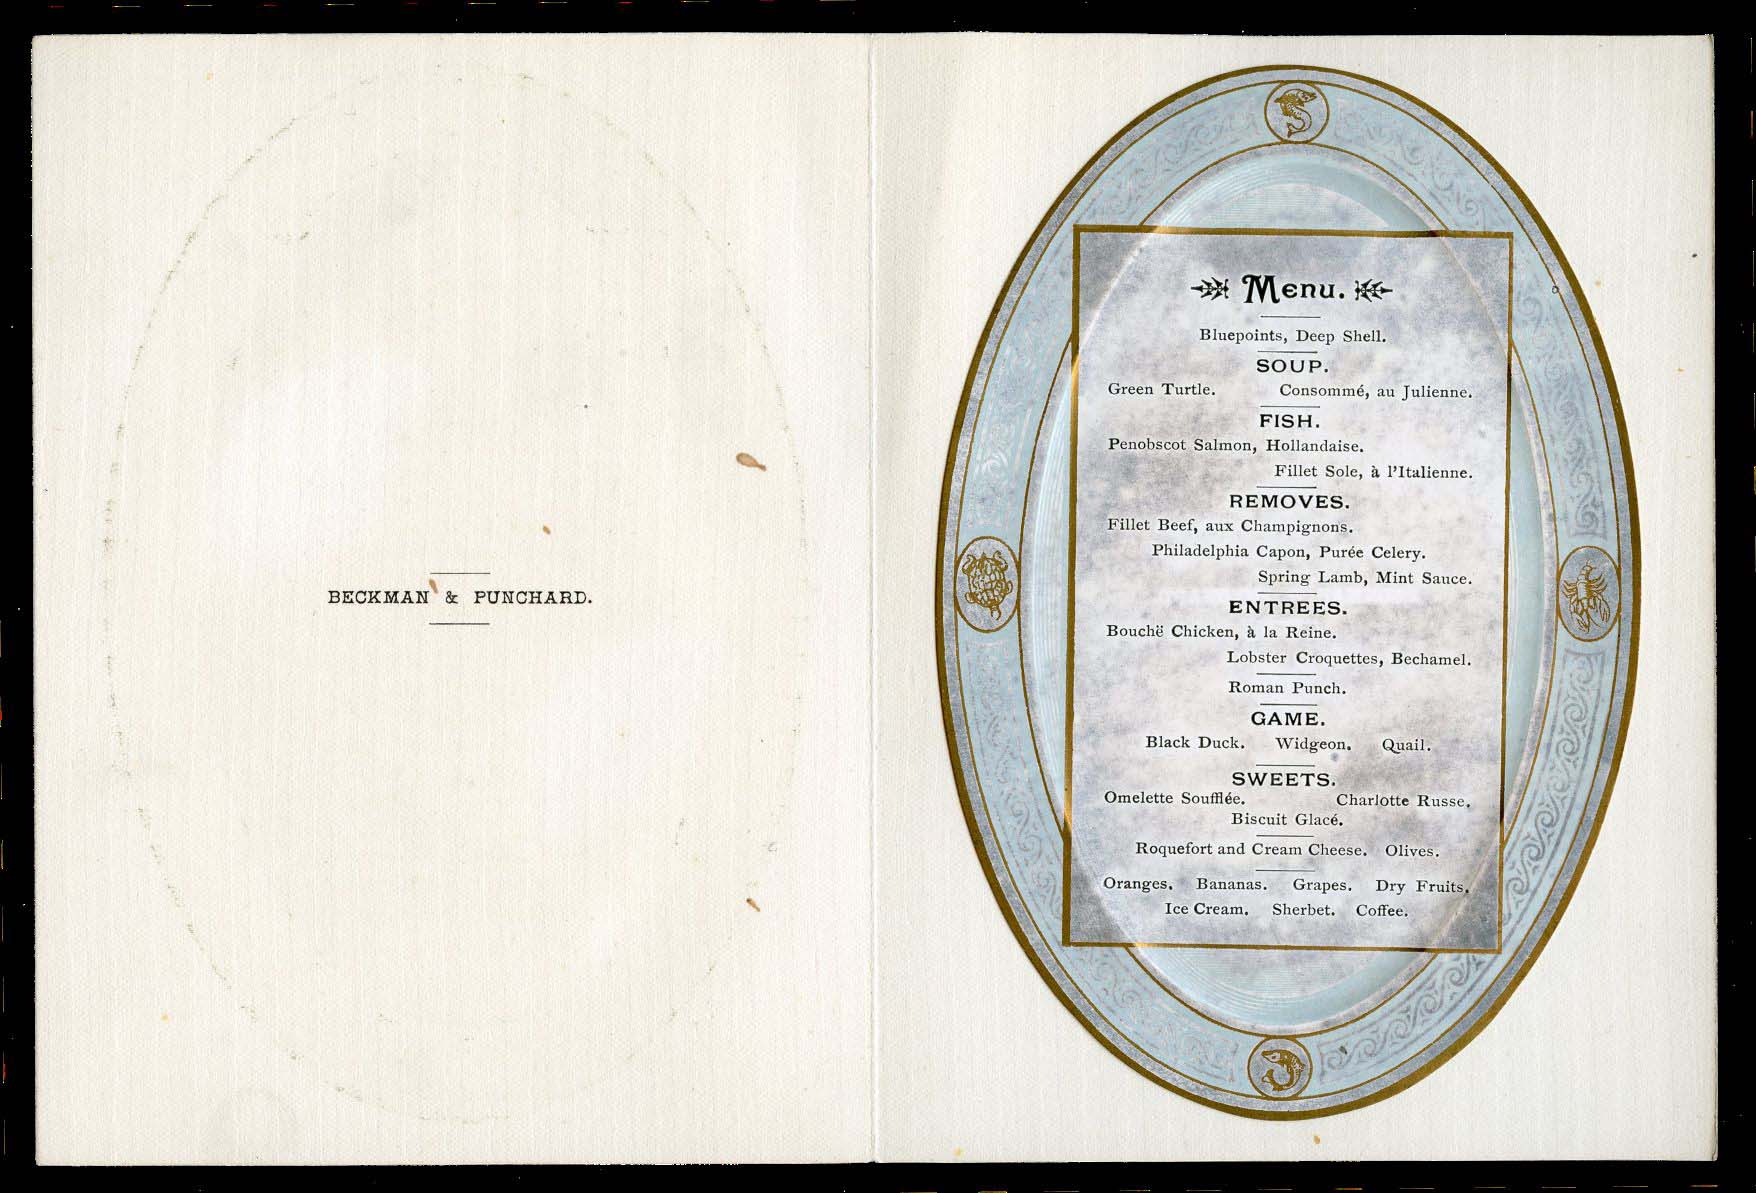 BECKMAN & PUNCHARD.
Menu.
Bluepoints, Deep Shell.
SOUP.
Green Turtle. Consommé, au Julienne.
FISH.
Penobscot Salmon, Hollandaise.
Fillet Sole, à l'Italienne.
REMOVES.
Fillet Beef, aux Champignons.
Philadelphia Capon, Purée Celery.
Spring Lamb, Mint Sauce.
ENTREES.
Bouchë Chicken, à la Reine.
Lobster Croquettes, Bechamel.
Roman Punch.
GAME.
Black Duck. Widgeon. Quail.
SWEETS.
Omelette Soufflée. Charlotte Russe.
Biscuit Glacé.
Roquefort and Cream Cheese. Olives.
Oranges. Bananas. Grapes. Dry Fruits.
Ice Cream. Sherbet. Coffee.